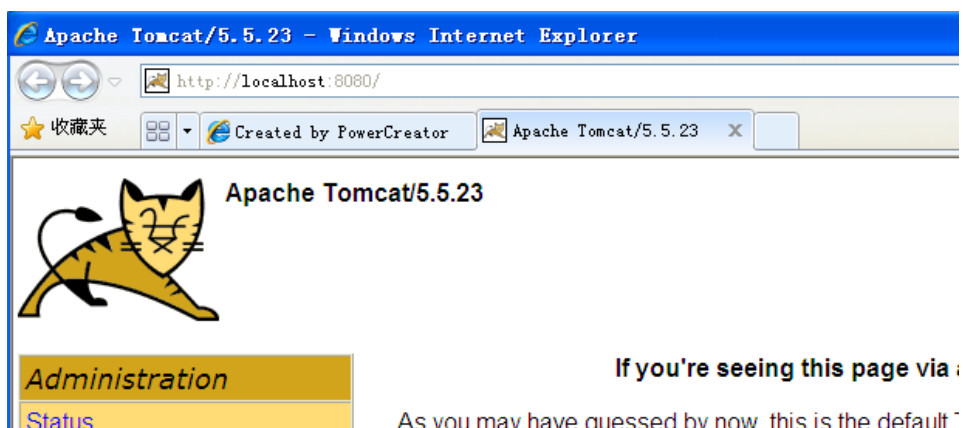 Apache Tomcat/5.5.23 - Windows Internet Explorer
http://localhost:8080/
收藏夹
Created by PowerCreator
Apache Tomcat/5.5.23
Apache Tomcat/5.5.23
Administration
If you're seeing this page via
Status
As you may have guessed by now, this is the default